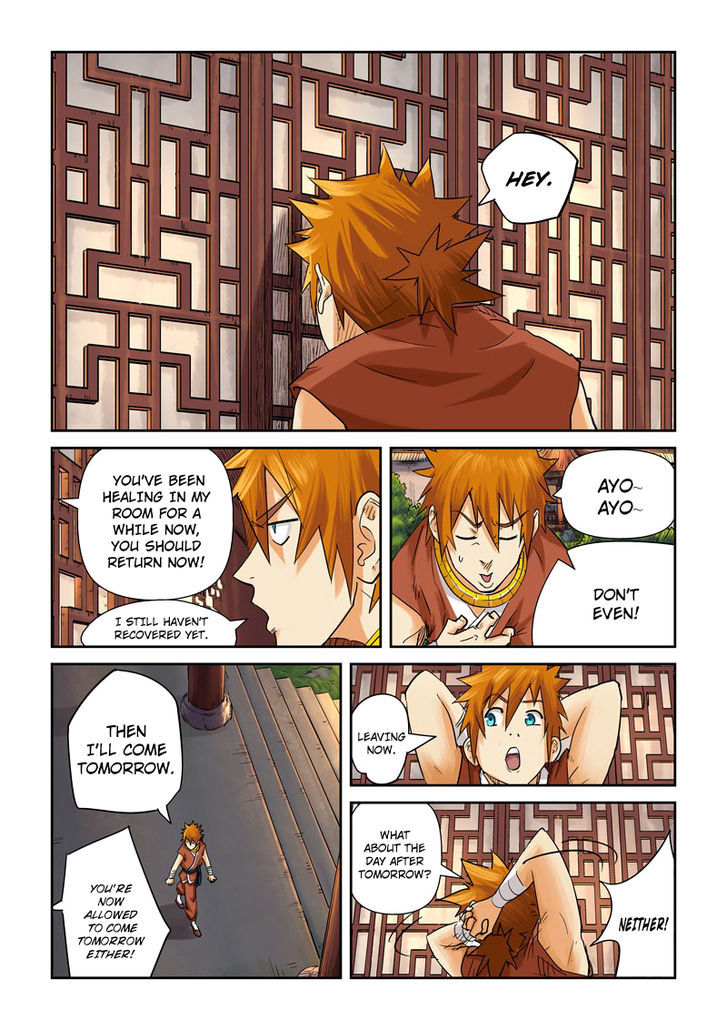 HEY.
YOU'VE BEEN
HEALING IN MY
ROOM FOR A
WHILE NOW,
YOU SHOULD
RETURN NOW!
I STILL HAVEN'T
RECOVERED YET.
AYO~
AYO~
DON'T
EVEN!
THEN
I'LL COME
TOMORROW.
YOU'RE
NOW
ALLOWED
TO COME
TOMORROW
EITHER!
LEAVING
NOW.
WHAT
ABOUT THE
DAY AFTER
TOMORROW?
NEITHER!